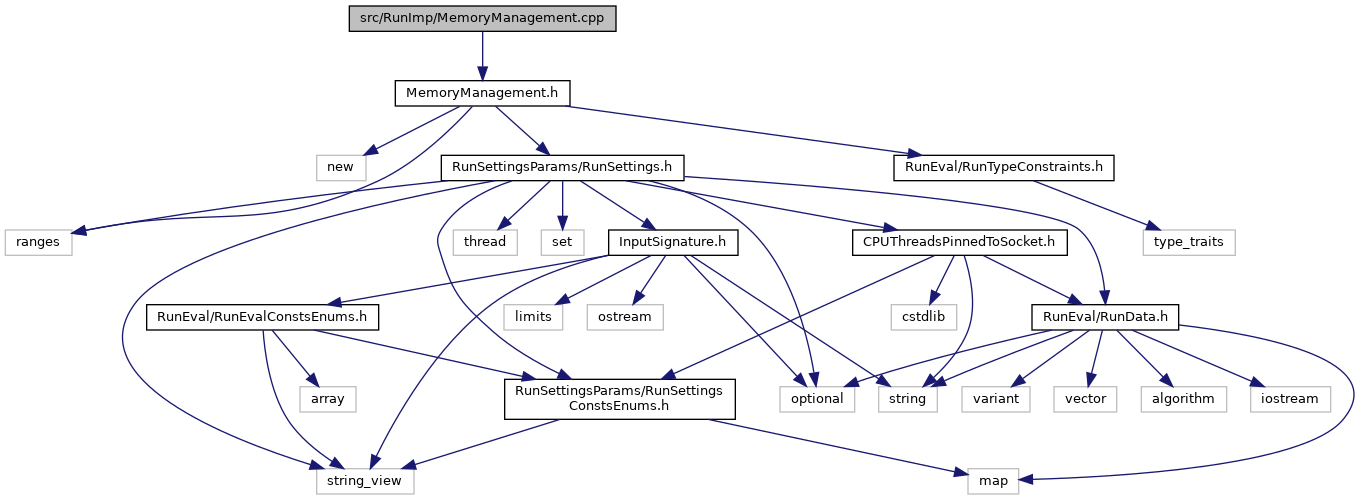 src/RunImp/MemoryManagement.cpp
MemoryManagement.h
new
RunSettingsParams/RunSettings.h
RunEval/RunTypeConstraints.h
ranges
thread
set
InputSignature.h
CPUThreadsPinnedToSocket.h
type_traits
RunEval/RunEvalConstsEnums.h
limits
ostream
cstdlib
RunEval/RunData.h
array
RunSettingsParams/RunSettings
ConstsEnums.h
optional
string
variant
vector
algorithm
iostream
string_view
map